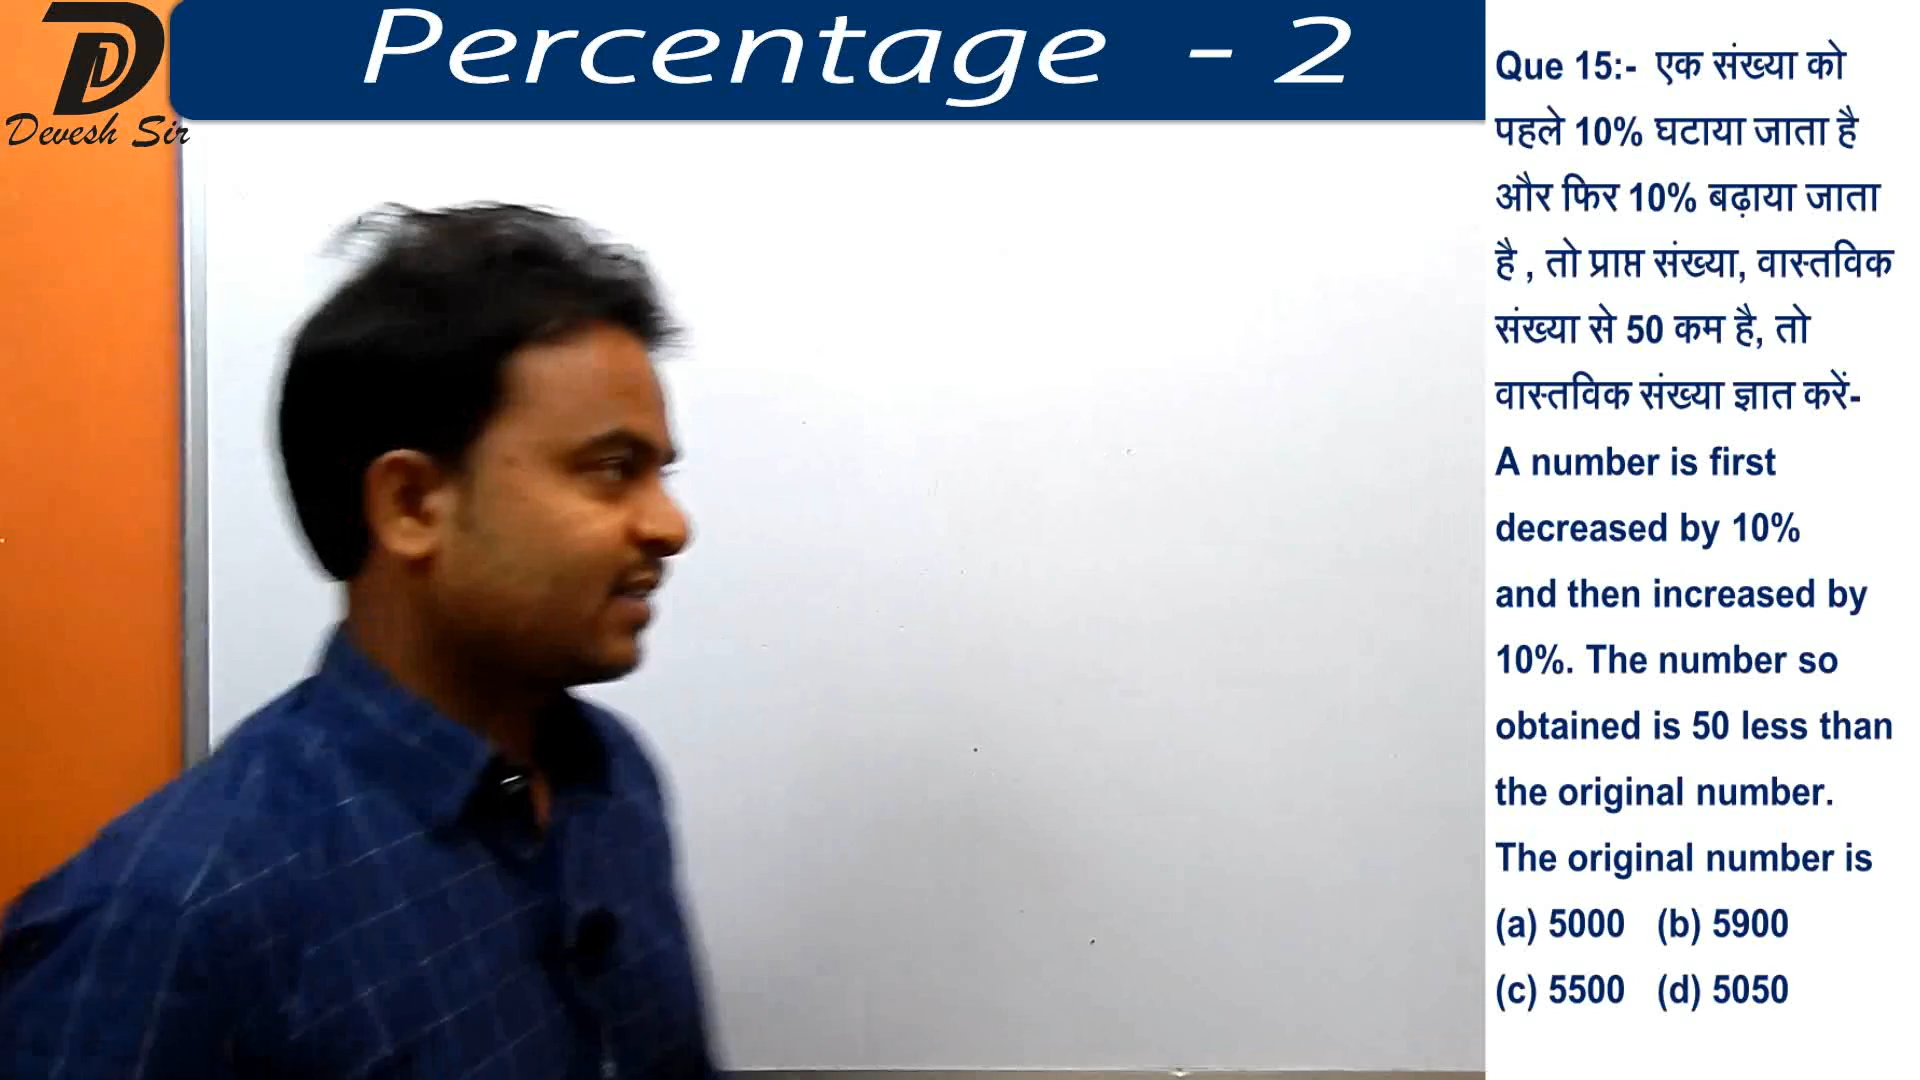 Percentage - 2
Devesh Sir
Que 15:- एक संख्या को
पहले 10% घटाया जाता है
और फिर 10% बढ़ाया जाता
है , तो प्राप्त संख्या, वास्तविक
संख्या से 50 कम है, तो
वास्तविक संख्या ज्ञात करें-
A number is first
decreased by 10%
and then increased by
10%. The number so
obtained is 50 less than
the original number.
The original number is
(a) 5000 (b) 5900
(c) 5500 (d) 5050